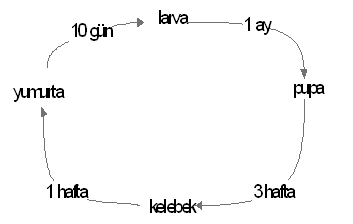 larva
10 gün
1 ay
yumurta
pupa
1 hafta
3 hafta
kelebek